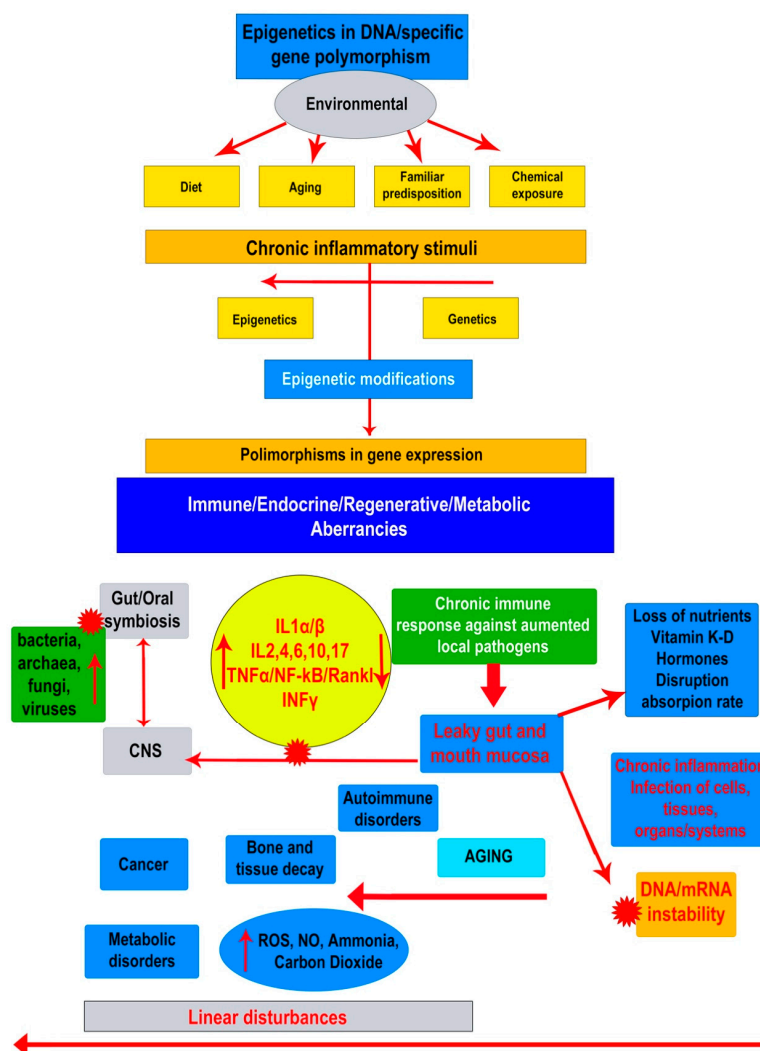 Epigenetics in DNA/specific
gene polymorphism
Environmental
Diet
Aging
Familiar
predisposition
Chemical
exposure
Chronic inflammatory stimuli
Epigenetics
Genetics
Epigenetic modifications
Polimorphisms in gene expression
Immune/Endocrine/Regenerative/Metabolic
Aberrancies
Gut/Oral
symbiosis
bacteria,
archaea,
fungi,
viruses
CNS
IL1α/β
IL2,4,6,10,17
TNFα/NF-kB/Rankl
INFγ
Chronic immune
response against aumented
local pathogens
Loss of nutrients
Vitamin K-D
Hormones
Disruption
absorpion rate
Leaky gut and
mouth mucosa
Chronic inflammation
Infection of cells,
tissues,
organs/systems
Autoimmune
disorders
Cancer
Bone and
tissue decay
AGING
DNA/mRNA
instability
Metabolic
disorders
ROS, NO, Ammonia,
Carbon Dioxide
Linear disturbances